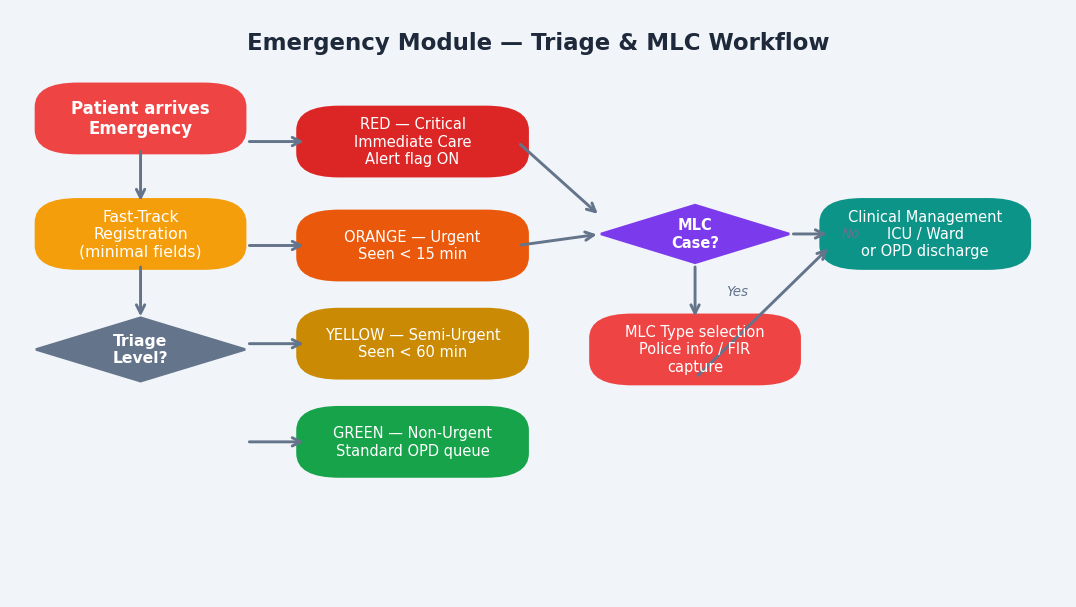 Emergency Module — Triage & MLC Workflow
Patient arrives
Emergency
RED — Critical
Immediate Care
Alert flag ON
Fast-Track
Registration
(minimal fields)
ORANGE — Urgent
Seen < 15 min
MLC
Case?
No
Clinical Management
ICU / Ward
or OPD discharge
Yes
Triage
Level?
YELLOW — Semi-Urgent
Seen < 60 min
MLC Type selection
Police info / FIR
capture
GREEN — Non-Urgent
Standard OPD queue